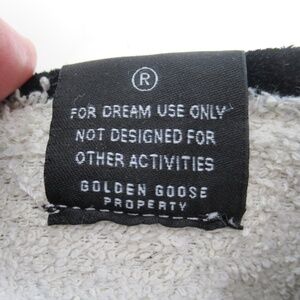 ®
FOR DREAM USE ONLY
NOT DESIGNED FOR
OTHER ACTIVITIES
GOLDEN GOOSE
PROPERTY